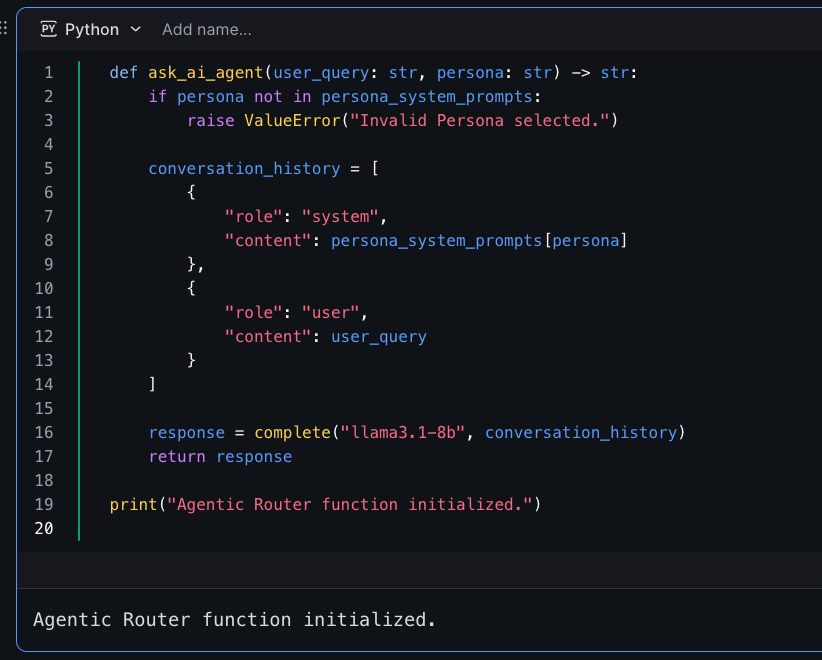 PY Python Add name...
1 def ask_ai_agent(user_query: str, persona: str) -> str:
2     if persona not in persona_system_prompts:
3         raise ValueError("Invalid Persona selected.")
4
5     conversation_history = [
6         {
7             "role": "system",
8             "content": persona_system_prompts[persona]
9         },
10         {
11             "role": "user",
12             "content": user_query
13         }
14     ]
15
16     response = complete("llama3.1-8b", conversation_history)
17     return response
18
19 print("Agentic Router function initialized.")
20
Agentic Router function initialized.